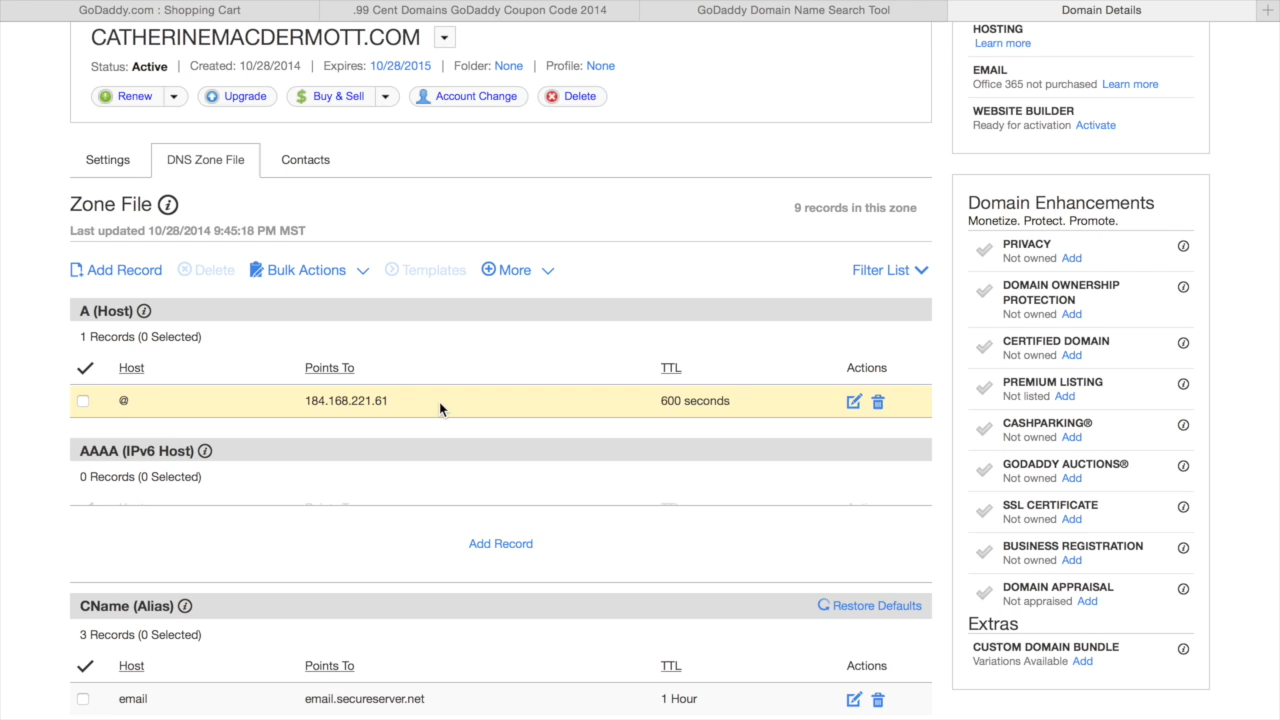 GoDaddy.com : Shopping Cart
.99 Cent Domains GoDaddy Coupon Code 2014
GoDaddy Domain Name Search Tool
Domain Details
CATHERINEMACDERMOTT.COM
Status: Active | Created: 10/28/2014 | Expires: 10/28/2015 | Folder: None | Profile: None
Renew
Upgrade
Buy & Sell
Account Change
Delete
HOSTING
Learn more
EMAIL
Office 365 not purchased Learn more
WEBSITE BUILDER
Ready for activation Activate
Settings
DNS Zone File
Contacts
Zone File
9 records in this zone
Last updated 10/28/2014 9:45:18 PM MST
Add Record
Delete
Bulk Actions
Templates
More
Filter List
A (Host)
1 Records (0 Selected)
Host Points To TTL Actions
@ 184.168.221.61 600 seconds
AAAA (IPv6 Host)
0 Records (0 Selected)
Add Record
CName (Alias)
Restore Defaults
3 Records (0 Selected)
Host Points To TTL Actions
email email.secureserver.net 1 Hour
Domain Enhancements
Monetize. Protect. Promote.
PRIVACY
Not owned Add
DOMAIN OWNERSHIP
PROTECTION
Not owned Add
CERTIFIED DOMAIN
Not owned Add
PREMIUM LISTING
Not listed Add
CASHPARKING®
Not owned Add
GODADDY AUCTIONS®
Not owned Add
SSL CERTIFICATE
Not owned Add
BUSINESS REGISTRATION
Not owned Add
DOMAIN APPRAISAL
Not appraised Add
Extras
CUSTOM DOMAIN BUNDLE
Variations Available Add